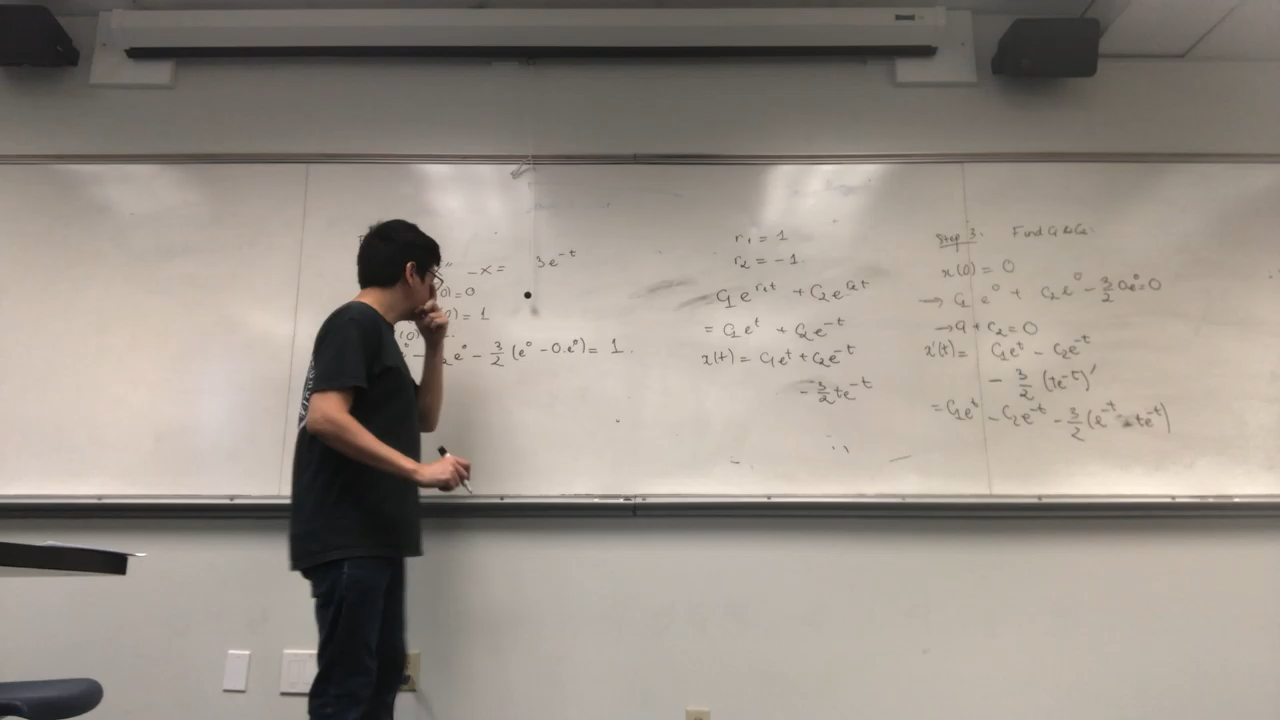 " - x = 3e^-t
0) = 0
0) = 1
(0)
2e° - 3/2 (e° - 0.e°) = 1.
r₁ = 1
r₂ = -1.
C₁e^r₁t + C₂e^r₂t
= C₁e^t + C₂e^-t
x(t) = C₁e^t + C₂e^-t
- 3/2 te^-t
Step 3: Find C₁ & C₂.
x(0) = 0
→ C₁ e° + C₂e° - 3/2 0e° = 0
→ C₁ + C₂ = 0
x'(t) = C₁e^t - C₂e^-t
- 3/2 (te^-t)'
= C₁e^t - C₂e^-t - 3/2 (e^-t - te^-t)